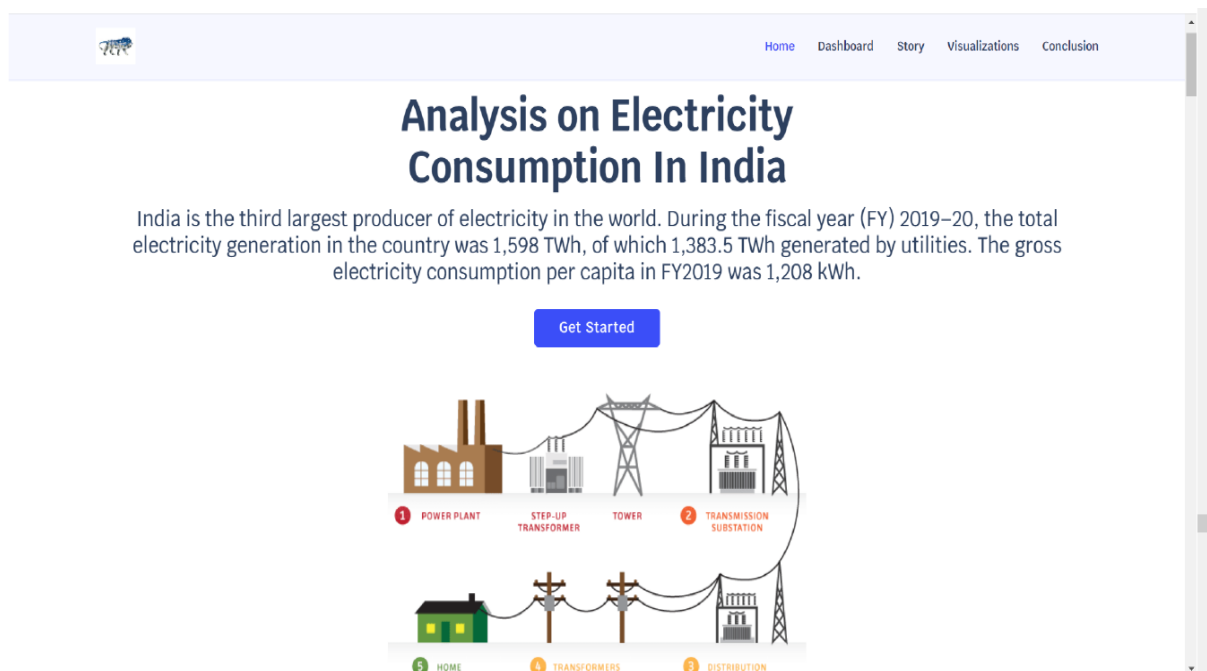 Home Dashboard Story Visualizations Conclusion
Analysis on Electricity
Consumption In India
India is the third largest producer of electricity in the world. During the fiscal year (FY) 2019–20, the total
electricity generation in the country was 1,598 TWh, of which 1,383.5 TWh generated by utilities. The gross
electricity consumption per capita in FY2019 was 1,208 kWh.
Get Started
1 POWER PLANT
STEP-UP
TRANSFORMER
TOWER
2 TRANSMISSION
SUBSTATION
5 HOME
4 TRANSFORMERS
3 DISTRIBUTION